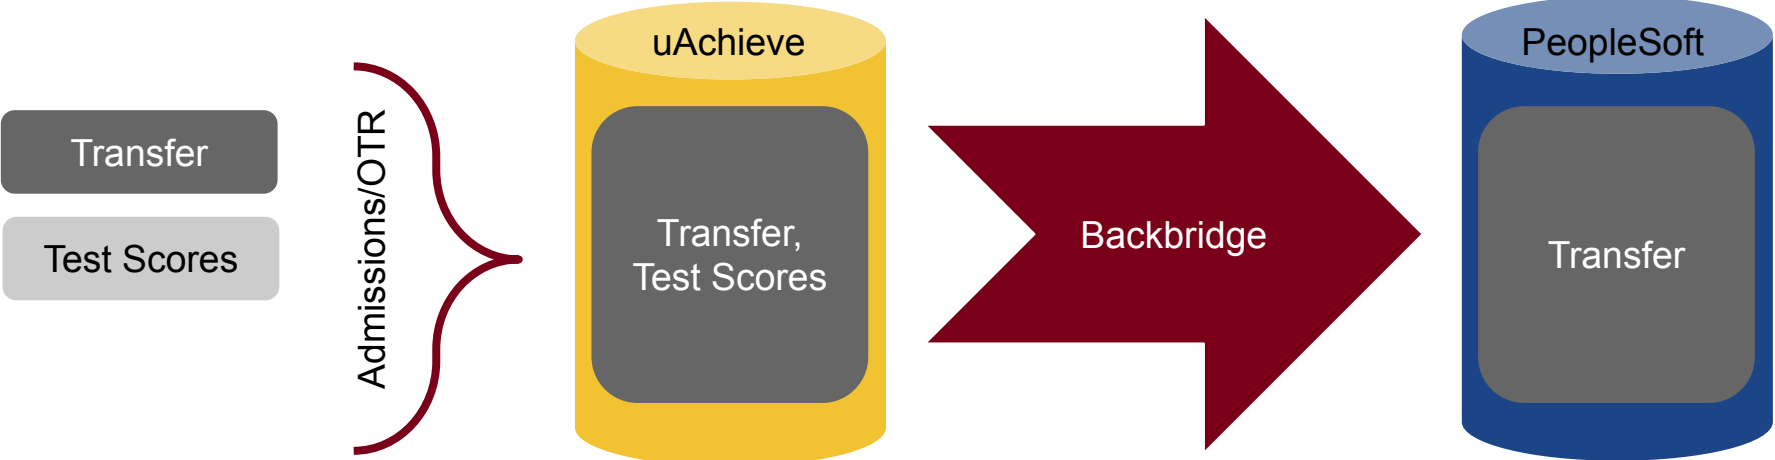 Transfer
Test Scores
Admissions/OTR
uAchieve
Transfer,
Test Scores
Backbridge
PeopleSoft
Transfer